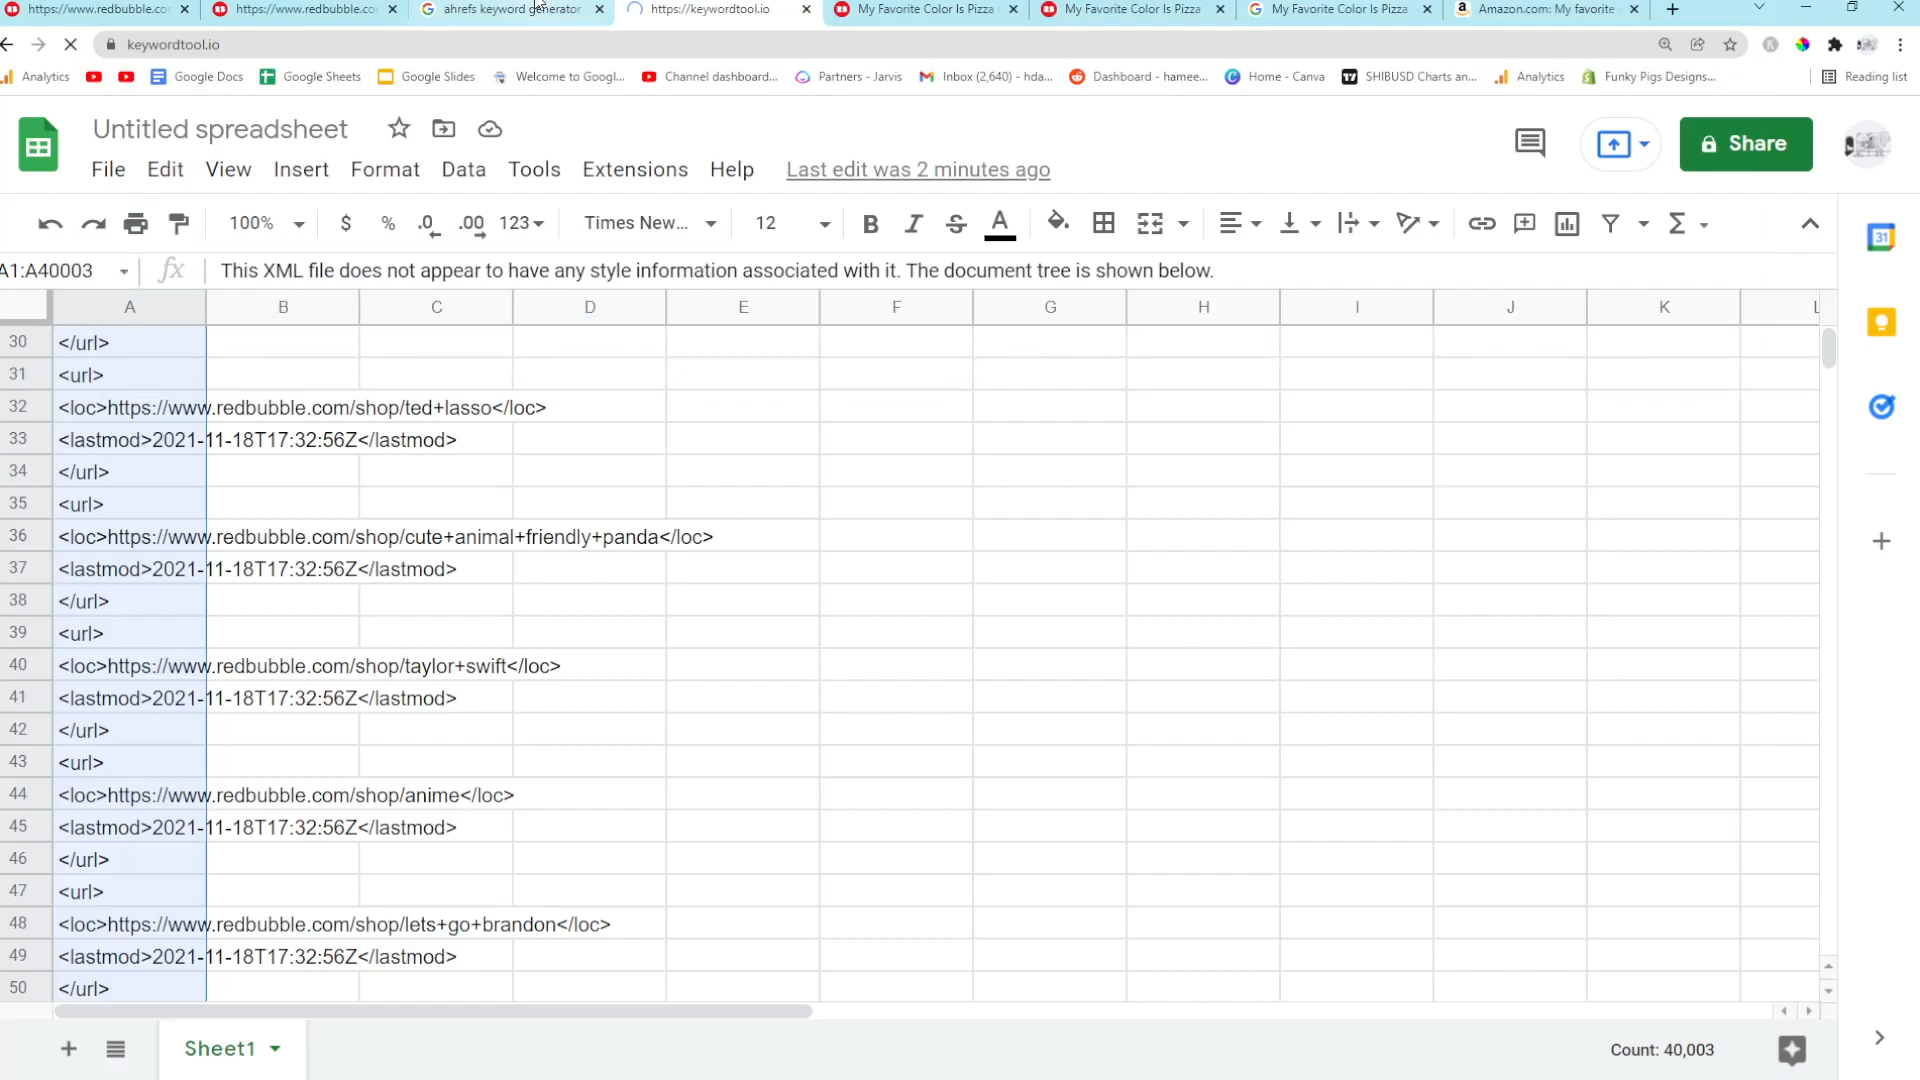 https://www.redbubble.com/
https://www.redbubble.com/
ahrefs keyword generator
https://keywordtool.io
My Favorite Color Is Pizza
My Favorite Color Is Pizza
My Favorite Color Is Pizza
Amazon.com: My favorite
keywordtool.io
Analytics
Google Docs
Google Sheets
Google Slides
Welcome to Googl...
Channel dashboard...
Partners - Jarvis
Inbox (2,640) - hda...
Dashboard - hamee...
Home - Canva
SHIBUSD Charts an...
Analytics
Funky Pigs Designs...
Reading list
Untitled spreadsheet
Share
File Edit View Insert Format Data Tools Extensions Help Last edit was 2 minutes ago
100% $ % .0 .00 123 Times New... 12 B I S A
A1:A40003 fx This XML file does not appear to have any style information associated with it. The document tree is shown below.
A B C D E F G H I J K L
30 </url>
31 <url>
32 <loc>https://www.redbubble.com/shop/ted+lasso</loc>
33 <lastmod>2021-11-18T17:32:56Z</lastmod>
34 </url>
35 <url>
36 <loc>https://www.redbubble.com/shop/cute+animal+friendly+panda</loc>
37 <lastmod>2021-11-18T17:32:56Z</lastmod>
38 </url>
39 <url>
40 <loc>https://www.redbubble.com/shop/taylor+swift</loc>
41 <lastmod>2021-11-18T17:32:56Z</lastmod>
42 </url>
43 <url>
44 <loc>https://www.redbubble.com/shop/anime</loc>
45 <lastmod>2021-11-18T17:32:56Z</lastmod>
46 </url>
47 <url>
48 <loc>https://www.redbubble.com/shop/lets+go+brandon</loc>
49 <lastmod>2021-11-18T17:32:56Z</lastmod>
50 </url>
Sheet1
Count: 40,003
31